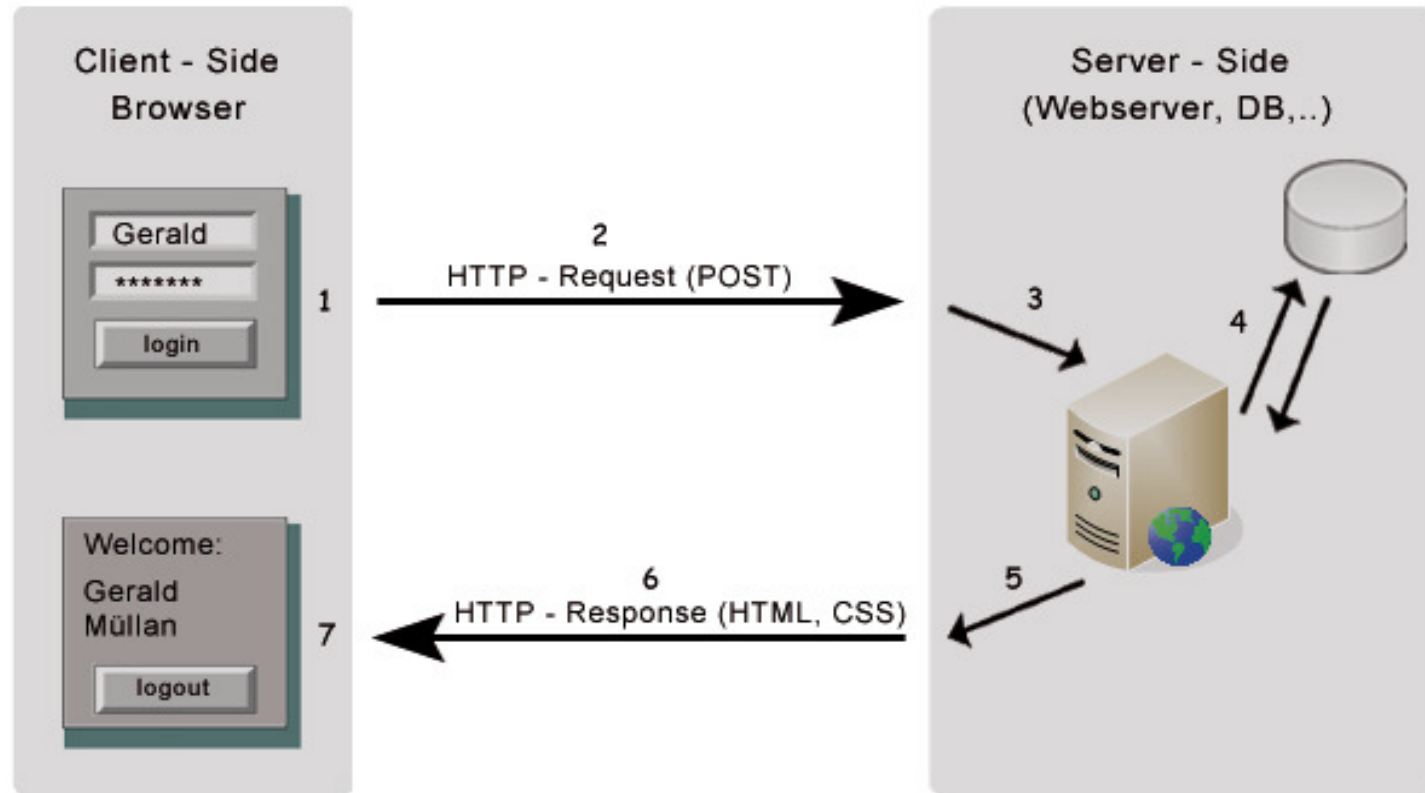 Client - Side
Browser
Gerald
*******
login
1
2
HTTP - Request (POST)
Server - Side
(Webserver, DB,..)
3
4
5
6
HTTP - Response (HTML, CSS)
Welcome:
Gerald
Müllan
logout
7